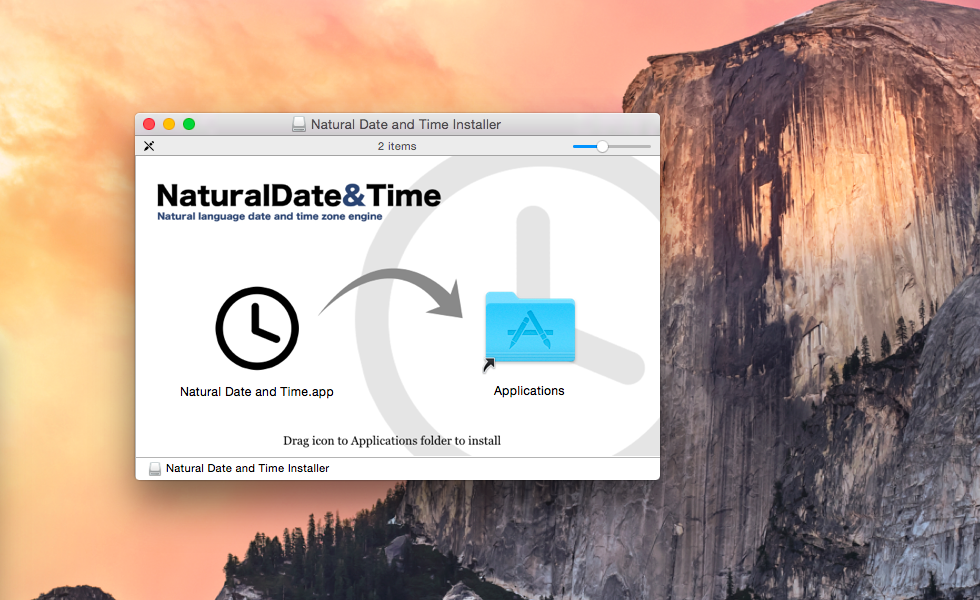 Natural Date and Time Installer
2 items
NaturalDate&Time
Natural language date and time zone engine
Natural Date and Time.app
Applications
Drag icon to Applications folder to install
Natural Date and Time Installer